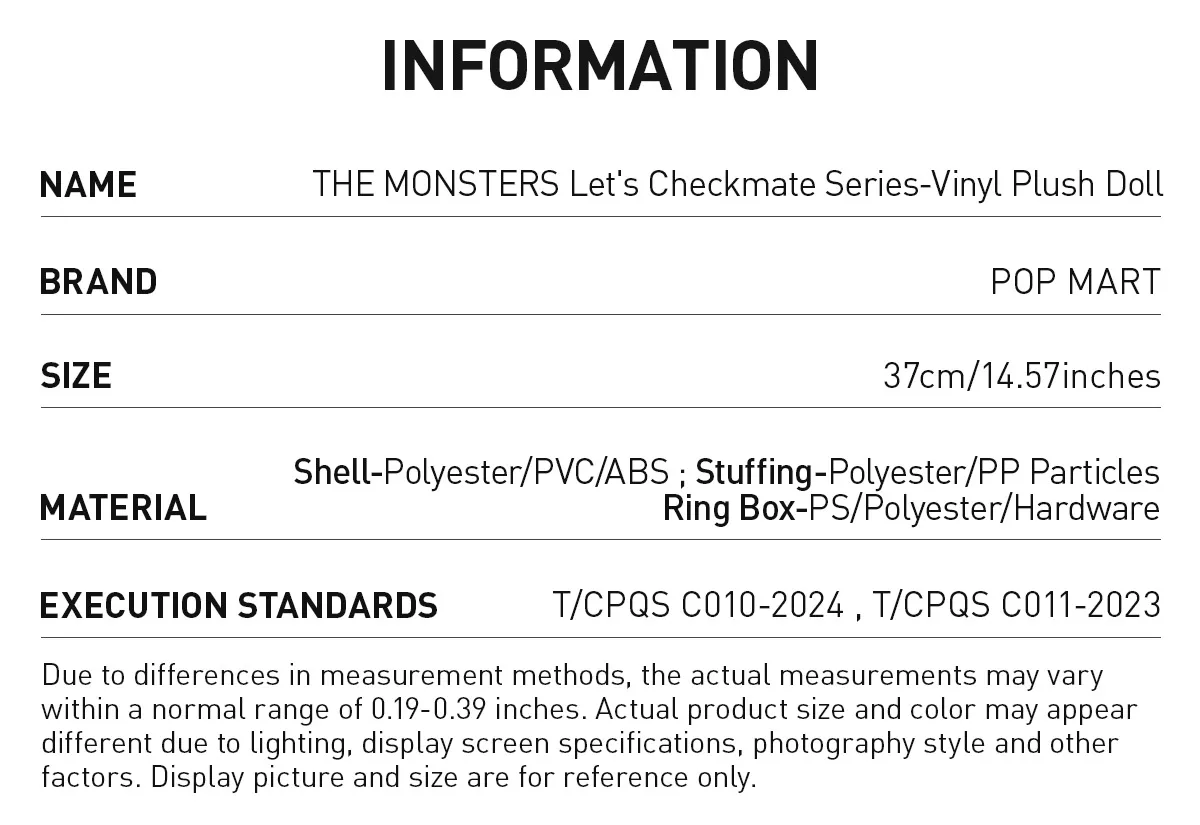 INFORMATION
NAME THE MONSTERS Let's Checkmate Series-Vinyl Plush Doll
BRAND POP MART
SIZE 37cm/14.57inches
Shell-Polyester/PVC/ABS ; Stuffing-Polyester/PP Particles
MATERIAL Ring Box-PS/Polyester/Hardware
EXECUTION STANDARDS T/CPQS C010-2024 , T/CPQS C011-2023
Due to differences in measurement methods, the actual measurements may vary
within a normal range of 0.19-0.39 inches. Actual product size and color may appear
different due to lighting, display screen specifications, photography style and other
factors. Display picture and size are for reference only.